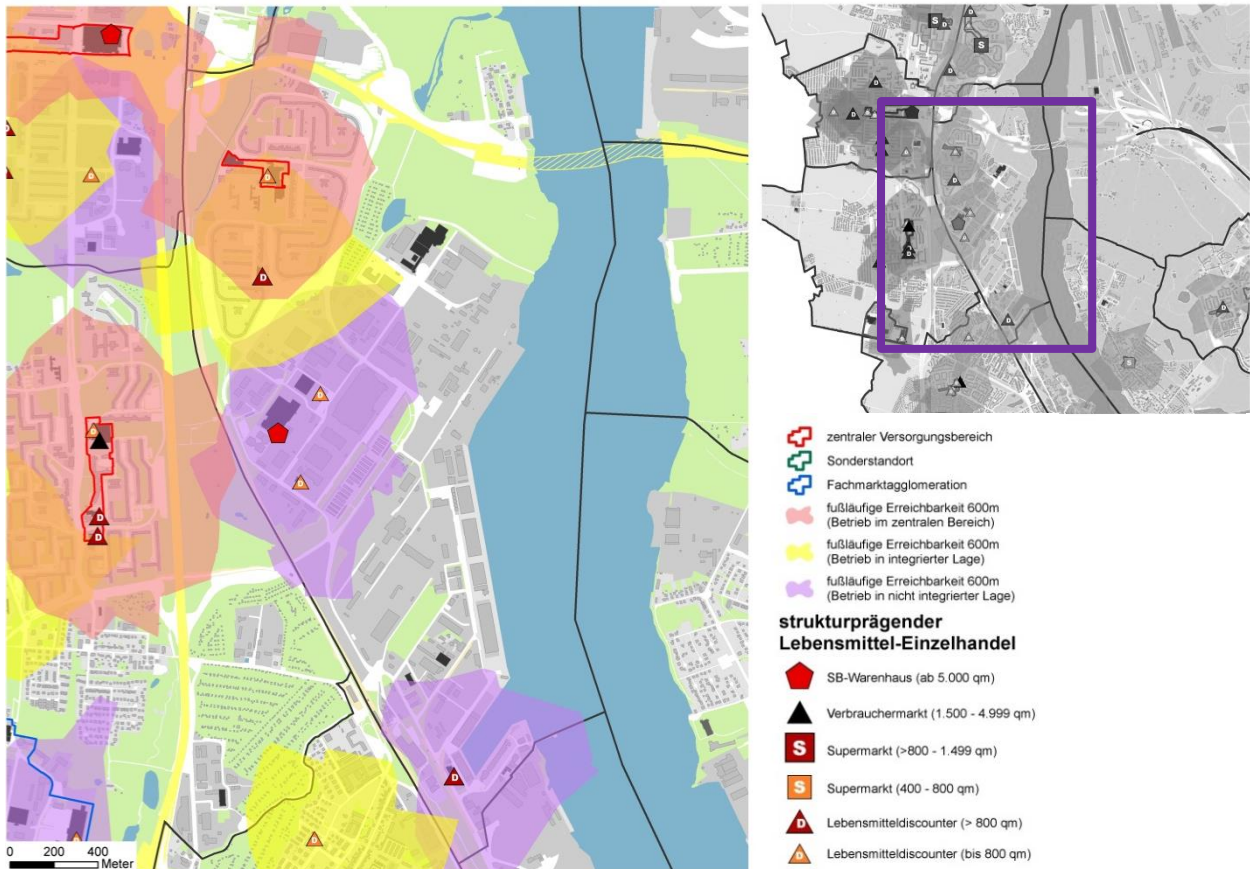 0 200 400
Meter
zentraler Versorgungsbereich
Sonderstandort
Fachmarktagglomeration
fußläufige Erreichbarkeit 600m
(Betrieb im zentralen Bereich)
fußläufige Erreichbarkeit 600m
(Betrieb in integrierter Lage)
fußläufige Erreichbarkeit 600m
(Betrieb in nicht integrierter Lage)
strukturprägender
Lebensmittel-Einzelhandel
SB-Warenhaus (ab 5.000 qm)
Verbrauchermarkt (1.500 - 4.999 qm)
S Supermarkt (>800 - 1.499 qm)
S Supermarkt (400 - 800 qm)
D Lebensmitteldiscounter (> 800 qm)
D Lebensmitteldiscounter (bis 800 qm)